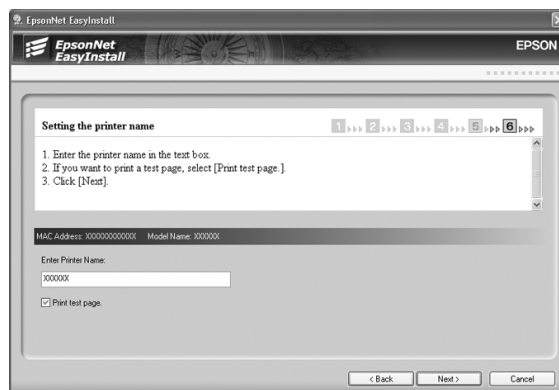 EpsonNet EasyInstall
EpsonNet
EasyInstall
EPSON
Setting the printer name
1 2 3 4 5 6
1. Enter the printer name in the text box.
2. If you want to print a test page, select [Print test page.].
3. Click [Next].
MAC Address: XXXXXXXXXXXX Model Name: XXXXXX
Enter Printer Name:
XXXXXX
Print test page.
< Back
Next >
Cancel